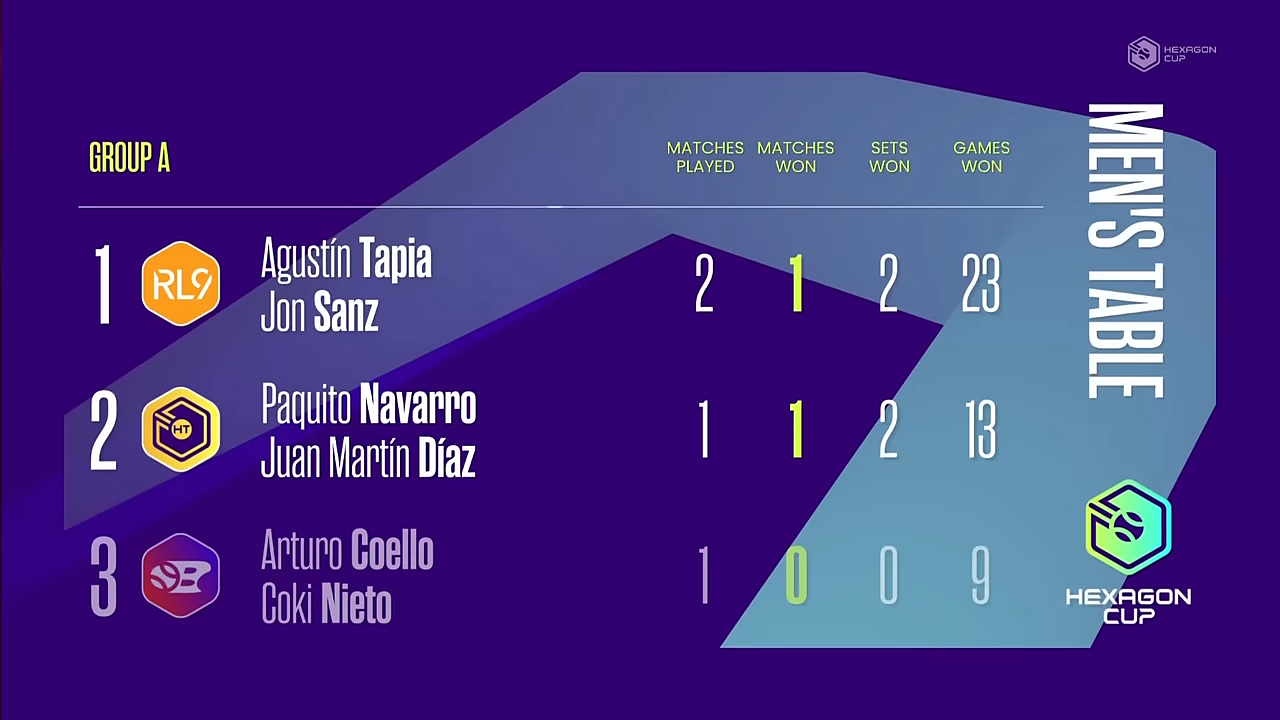 HEXAGON
CUP
GROUP A
MATCHES PLAYED MATCHES WON SETS WON GAMES WON
MEN'S TABLE
1 RL9 Agustín Tapia
Jon Sanz
2 1 2 23
2 HT Paquito Navarro
Juan Martín Díaz
1 1 2 13
3 Arturo Coello
Coki Nieto
1 0 0 9
HEXAGON
CUP